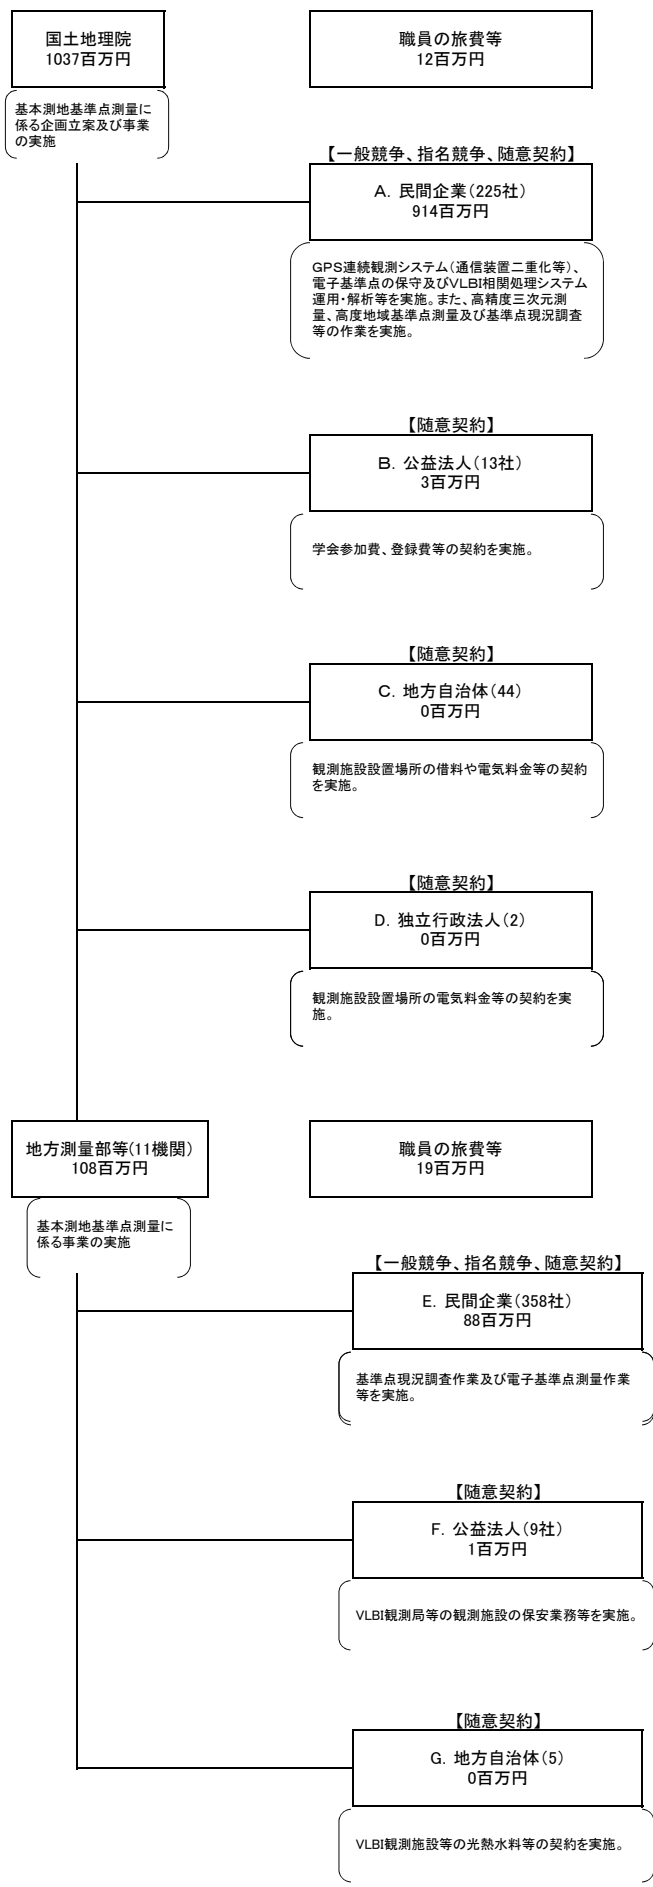 国土地理院
1037百万円
職員の旅費等
12百万円
基本測地基準点測量に
係る企画立案及び事業
の実施
【一般競争、指名競争、随意契約】
A. 民間企業(225社)
914百万円
GPS連続観測システム(通信装置二重化等)、
電子基準点の保守及びVLBI相関処理システム
運用・解析等を実施。また、高精度三次元測
量、高度地域基準点測量及び基準点現況調査
等の作業を実施。
【随意契約】
B. 公益法人(13社)
3百万円
学会参加費、登録費等の契約を実施。
【随意契約】
C. 地方自治体(44)
0百万円
観測施設設置場所の借料や電気料金等の契約
を実施。
【随意契約】
D. 独立行政法人(2)
0百万円
観測施設設置場所の電気料金等の契約を実
施。
地方測量部等(11機関)
108百万円
職員の旅費等
19百万円
基本測地基準点測量に
係る事業の実施
【一般競争、指名競争、随意契約】
E. 民間企業(358社)
88百万円
基準点現況調査作業及び電子基準点測量作業
等を実施。
【随意契約】
F. 公益法人(9社)
1百万円
VLBI観測局等の観測施設の保安業務等を実施。
【随意契約】
G. 地方自治体(5)
0百万円
VLBI観測施設等の光熱水料等の契約を実施。